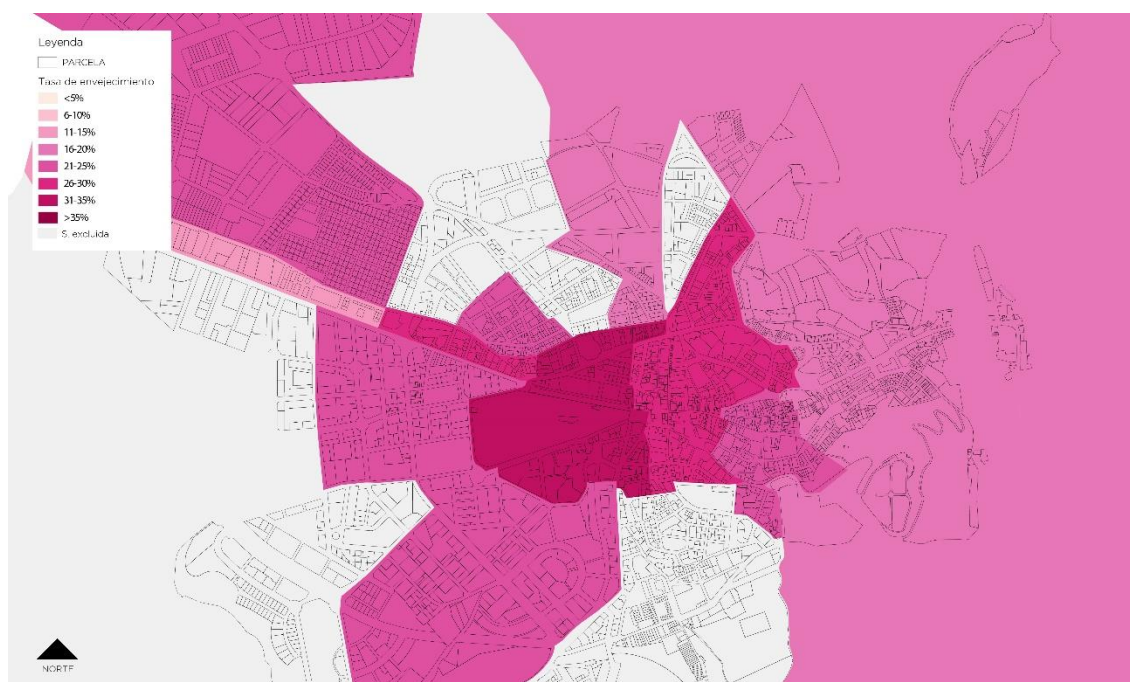 Leyenda
PARCELA
Tasa de envejecimiento
<5%
6-10%
11-15%
16-20%
21-25%
26-30%
31-35%
>35%
S. excluida
NORTE